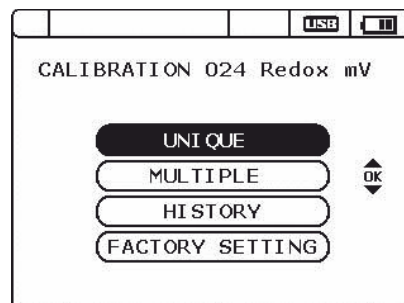 USB
CALIBRATION 024 Redox mV
UNIQUE
MULTIPLE
OK
HISTORY
FACTORY SETTING